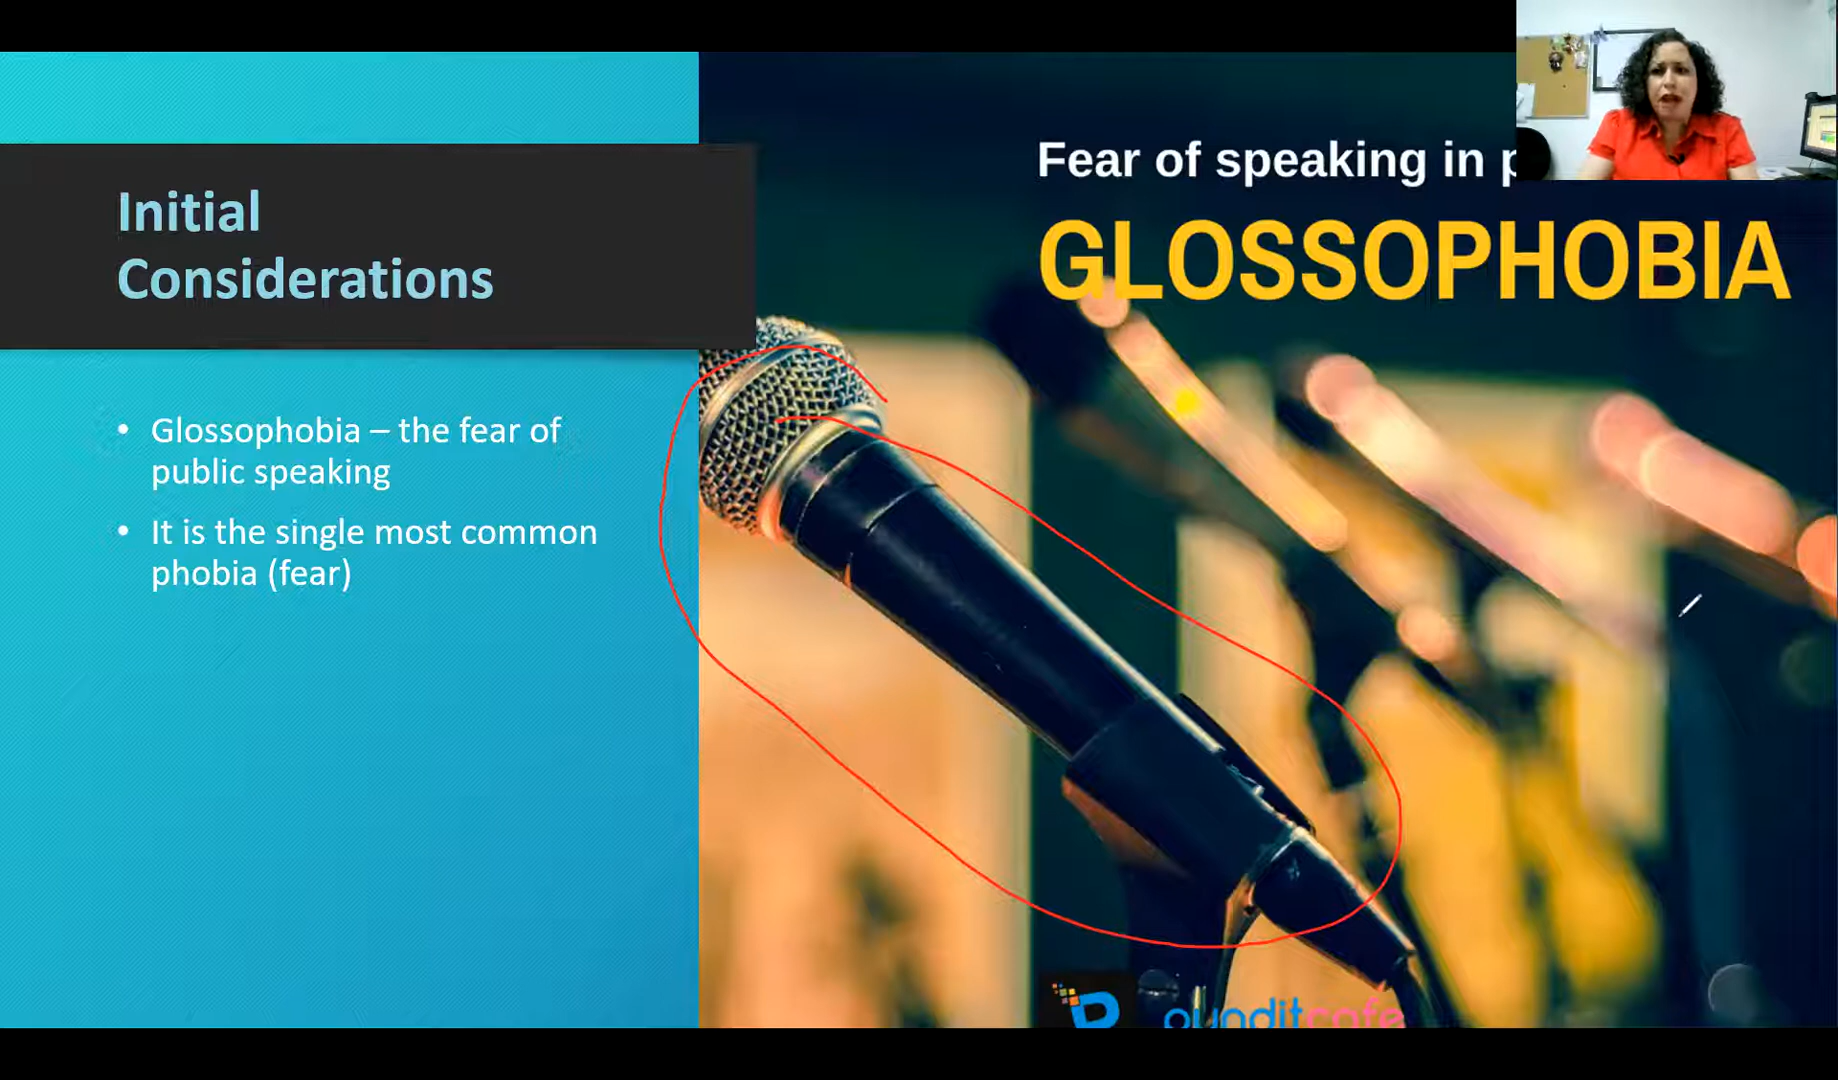 Initial
Considerations
• Glossophobia – the fear of
public speaking
• It is the single most common
phobia (fear)
Fear of speaking in
GLOSSOPHOBIA
punditcafe